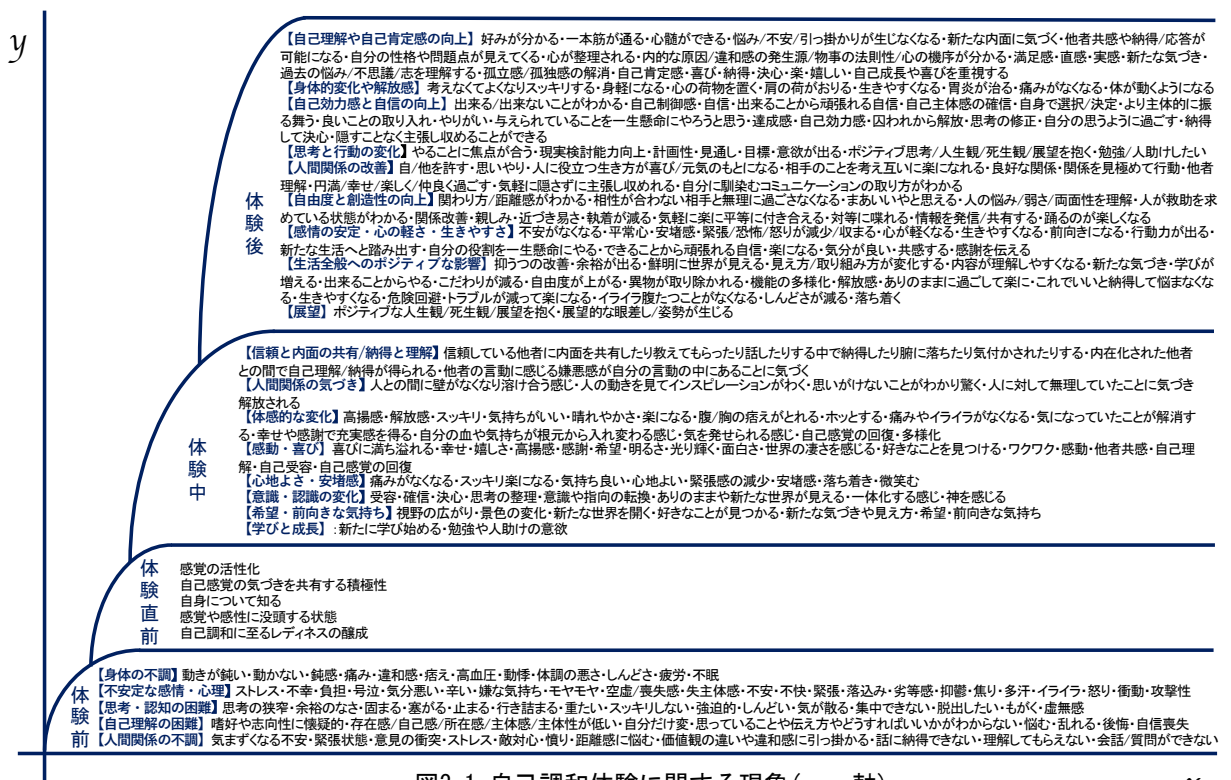 y
【自己理解や自己肯定感の向上】 好みが分かる・一本筋が通る・心髄ができる・悩み/不安/引っ掛かりが生じなくなる・新たな内面に気づく・他者共感や納得/応答が
可能になる・自分の性格や問題点が見えてくる・心が整理される・内的な原因/違和感の発生源/物事の法則性/心の機序が分かる・満足感・直感・実感・新たな気づき・
過去の悩み/不思議/志を理解する・孤立感/孤独感の解消・自己肯定感・喜び・納得・決心・楽・嬉しい・自己成長や喜びを重視する
【身体的変化や解放感】 考えなくてよくなりスッキリする・身軽になる・心の荷物を置く・肩の荷がおりる・生きやすくなる・胃炎が治る・痛みがなくなる・体が動くようになる
【自己効力感と自信の向上】 出来る/出来ないことがわかる・自己制御感・自信・出来ることから頑張れる自信・自己主体感の確信・自身で選択/決定・より主体的に振
る舞う・良いことの取り入れ・やりがい・与えられていることを一生懸命にやろうと思う・達成感・自己効力感・囚われから解放・思考の修正・自分の思うように過ごす・納得
して決心・隠すことなく主張し収めることができる
【思考と行動の変化】 やることに焦点が合う・現実検討能力向上・計画性・見通し・目標・意欲が出る・ポジティブ思考/人生観/死生観/展望を抱く・勉強/人助けしたい
【人間関係の改善】 自/他を許す・思いやり・人に役立つ生き方が喜び/元気のもとになる・相手のことを考え互いに楽になれる・良好な関係・関係を見極めて行動・他者
理解・円満/幸せ/楽しく/仲良く過ごす・気軽に隠さずに主張し収めれる・自分に馴染むコミュニケーションの取り方がわかる
【自由度と創造性の向上】 関わり方/距離感がわかる・相性が合わない相手と無理に過ごさなくなる・まあいいやと思える・人の悩み/弱さ/両面性を理解・人が救助を求
めている状態がわかる・関係改善・親しみ・近づき易さ・執着が減る・気軽に楽に平等に付き合える・対等に喋れる・情報を発信/共有する・踊るのが楽しくなる
【感情の安定・心の軽さ・生きやすさ】 不安がなくなる・平常心・安堵感・緊張/恐怖/怒りが減少/収まる・心が軽くなる・生きやすくなる・前向きになる・行動力が出る・
新たな生活へと踏み出す・自分の役割を一生懸命にやる・できることから頑張れる自信・楽になる・気分が良い・共感する・感謝を伝える
【生活全般へのポジティブな影響】 抑うつの改善・余裕が出る・鮮明に世界が見える・見え方/取り組み方が変化する・内容が理解しやすくなる・新たな気づき・学びが
増える・出来ることからやる・こだわりが減る・自由度が上がる・異物が取り除かれる・機能の多様化・解放感・ありのままに過ごして楽に・これでいいと納得して悩まなくな
る・生きやすくなる・危険回避・トラブルが減って楽になる・イライラ腹たつことがなくなる・しんどさが減る・落ち着く
【展望】 ポジティブな人生観/死生観/展望を抱く・展望的な眼差し/姿勢が生じる
体験後
【信頼と内面の共有/納得と理解】 信頼している他者に内面を共有したり教えてもらったり話したりする中で納得したり腑に落ちたり気付かされたりする・内在化された他者
との間で自己理解/納得が得られる・他者の言動に感じる嫌悪感が自分の言動の中にあることに気づく
【人間関係の気づき】 人との間に壁がなくなり溶け合う感じ・人の動きを見てインスピレーションがわく・思いがけないことがわかり驚く・人に対して無理していたことに気づき
解放される
【体感的な変化】 高揚感・解放感・スッキリ・気持ちがいい・晴れやかさ・楽になる・腹/胸の痞えがとれる・ホッとする・痛みやイライラがなくなる・気になっていたことが解消す
る・幸せや感謝で充実感を得る・自分の血や気持ちが根元から入れ変わる感じ・気を発せられる感じ・自己感覚の回復・多様化
【感動・喜び】 喜びに満ち溢れる・幸せ・嬉しさ・高揚感・感謝・希望・明るさ・光り輝く・面白さ・世界の凄さを感じる・好きなことを見つける・ワクワク・感動・他者共感・自己理
解・自己受容・自己感覚の回復
【心地よさ・安堵感】 痛みがなくなる・スッキリ楽になる・気持ち良い・心地よい・緊張感の減少・安堵感・落ち着き・微笑む
【意識・認識の変化】 受容・確信・決心・思考の整理・意識や指向の転換・ありのままや新たな世界が見える・一体化する感じ・神を感じる
【希望・前向きな気持ち】 視野の広がり・景色の変化・新たな世界を開く・好きなことが見つかる・新たな気づきや見え方・希望・前向きな気持ち
【学びと成長】 :新たに学び始める・勉強や人助けの意欲
体験中
感覚の活性化
自己感覚の気づきを共有する積極性
自身について知る
感覚や感性に没頭する状態
自己調和に至るレディネスの醸成
体験直前
【身体の不調】 動きが鈍い・動かない・鈍感・痛み・違和感・痞え・高血圧・動悸・体調の悪さ・しんどさ・疲労・不眠
【不安定な感情・心理】 ストレス・不幸・負担・号泣・気分悪い・辛い・嫌な気持ち・モヤモヤ・空虚/喪失感・失主体感・不安・不快・緊張・落込み・劣等感・抑鬱・焦り・多汗・イライラ・怒り・衝動・攻撃性
【思考・認知の困難】 思考の狭窄・余裕のなさ・固まる・塞がる・止まる・行き詰まる・重たい・スッキリしない・強迫的・しんどい・気が散る・集中できない・脱出したい・もがく・虚無感
【自己理解の困難】 嗜好や志向性に懐疑的・存在感/自己感/所在感/主体感/主体性が低い・自分だけ変・思っていることや伝え方やどうすればいいかがわからない・悩む・乱れる・後悔・自信喪失
【人間関係の不調】 気まずくなる不安・緊張状態・意見の衝突・ストレス・敵対心・憤り・距離感に悩む・価値観の違いや違和感に引っ掛かる・話に納得できない・理解してもらえない・会話/質問ができない
体験前